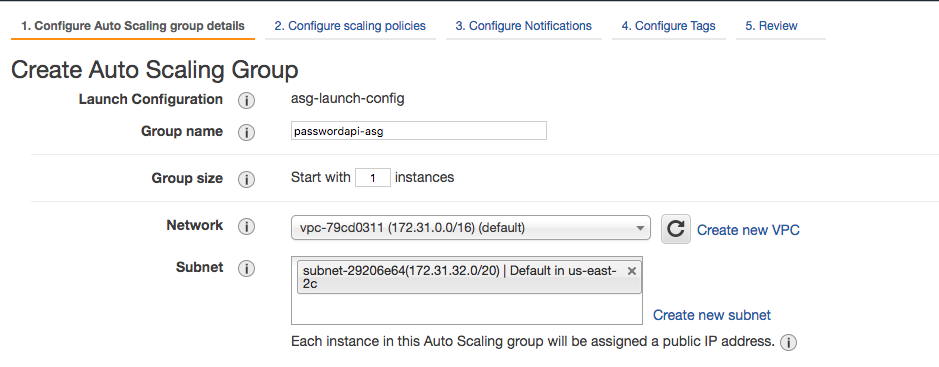 1. Configure Auto Scaling group details 2. Configure scaling policies 3. Configure Notifications 4. Configure Tags 5. Review
Create Auto Scaling Group
Launch Configuration i asg-launch-config
Group name i passwordapi-asg
Group size i Start with 1 instances
Network i vpc-79cd0311 (172.31.0.0/16) (default) Create new VPC
Subnet i subnet-29206e64(172.31.32.0/20) | Default in us-east- ×
2c
Create new subnet
Each instance in this Auto Scaling group will be assigned a public IP address. i